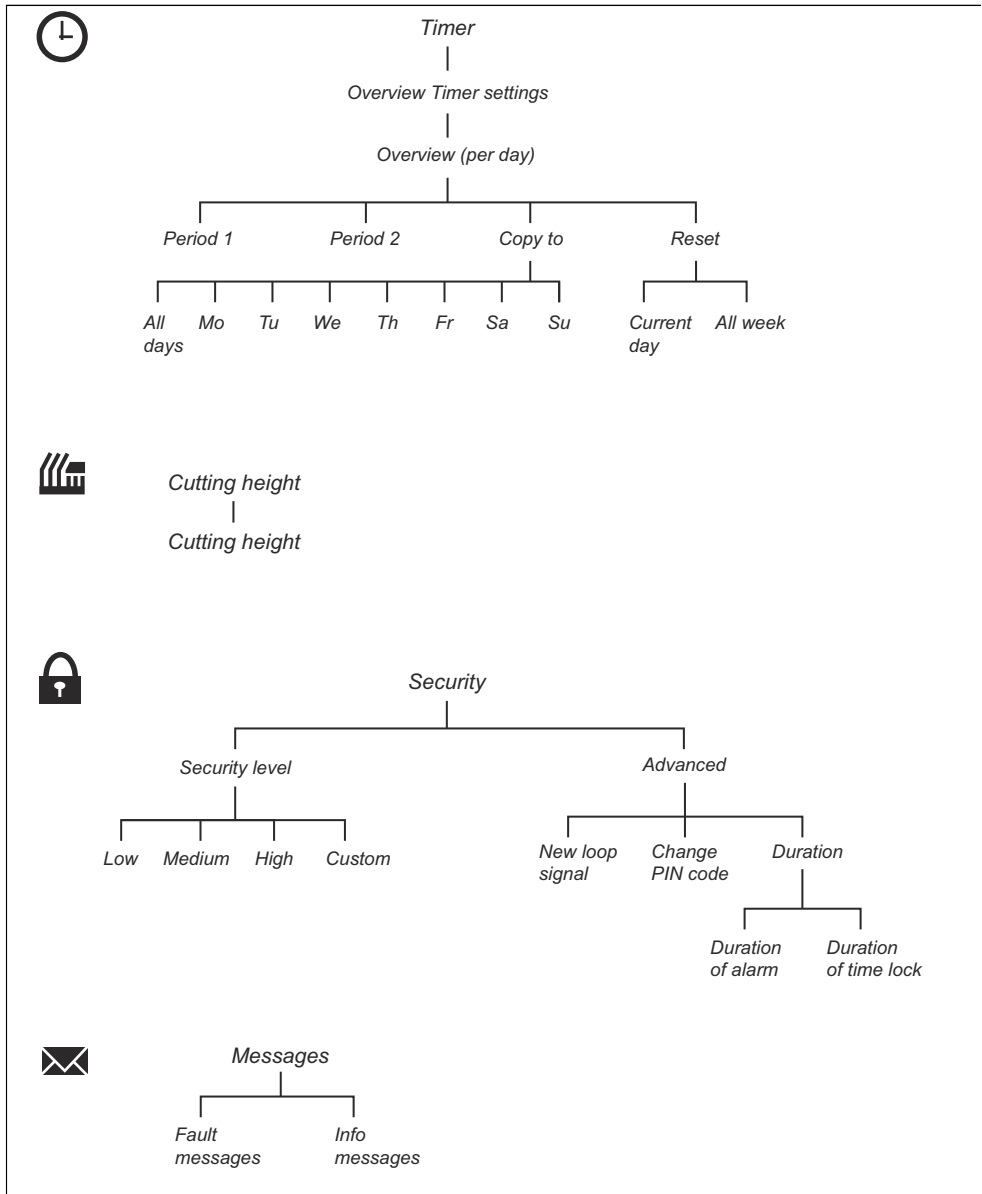 Timer
Overview Timer settings
Overview (per day)
Period 1
Period 2
Copy to
Reset
All
days
Mo
Tu
We
Th
Fr
Sa
Su
Current
day
All week
Cutting height
Cutting height
Security
Security level
Advanced
Low
Medium
High
Custom
New loop
signal
Change
PIN code
Duration
Duration
of alarm
Duration
of time lock
Messages
Fault
messages
Info
messages